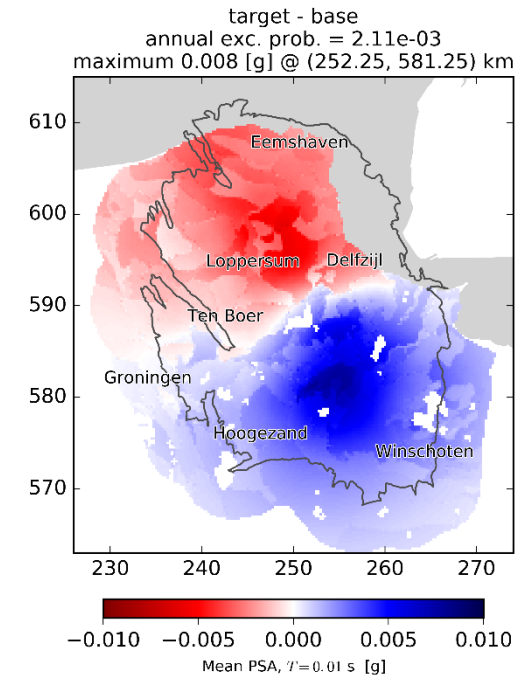 target - base
annual exc. prob. = 2.11e-03
maximum 0.008 [g] @ (252.25, 581.25) km
610
Eemshaven
600
Loppersum Delfzijl
590
Ten Boer
Groningen
580
Hoogezand
Winschoten
570
230 240 250 260 270
−0.010 −0.005 0.000 0.005 0.010
Mean PSA, T=0.01 s [g]